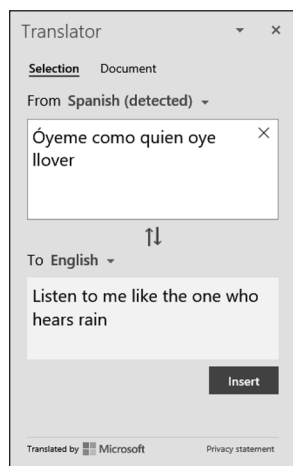 Translator
Selection Document
From Spanish (detected)
Óyeme como quien oye
llover
To English
Listen to me like the one who
hears rain
Insert
Translated by Microsoft Privacy statement